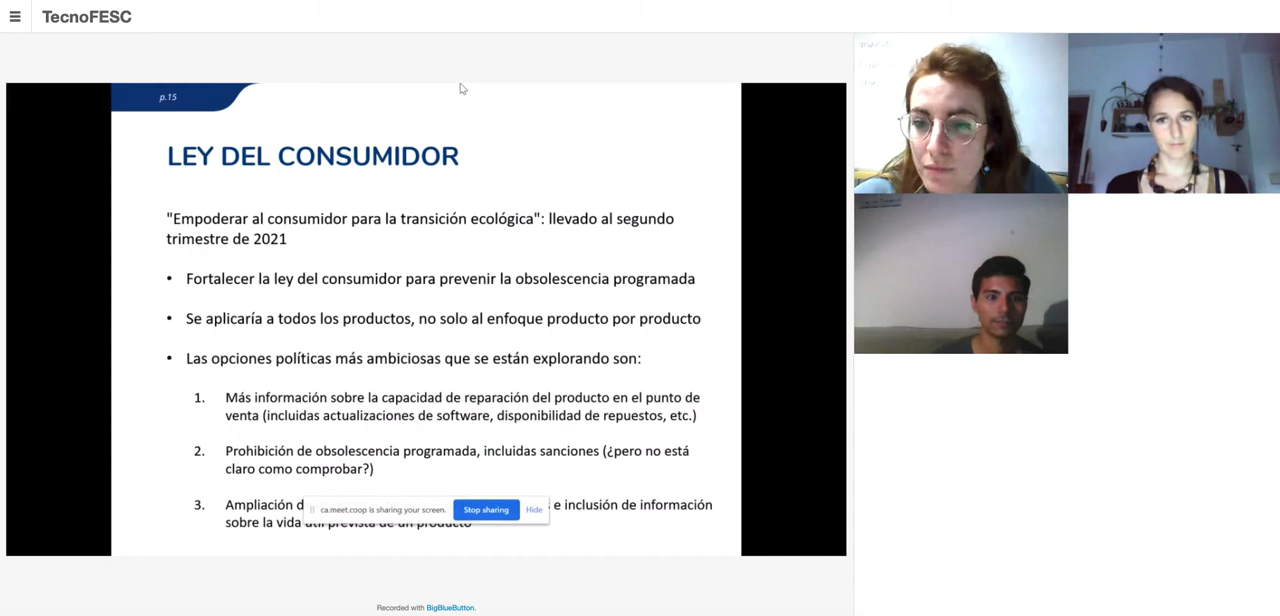 TecnoFESC
p.15
LEY DEL CONSUMIDOR
"Empoderar al consumidor para la transición ecológica": llevado al segundo
trimestre de 2021
• Fortalecer la ley del consumidor para prevenir la obsolescencia programada
• Se aplicaría a todos los productos, no solo al enfoque producto por producto
• Las opciones políticas más ambiciosas que se están explorando son:
1. Más información sobre la capacidad de reparación del producto en el punto de
venta (incluidas actualizaciones de software, disponibilidad de repuestos, etc.)
2. Prohibición de obsolescencia programada, incluidas sanciones (¿pero no está
claro como comprobar?)
3. Ampliación d e inclusión de información
ca.meet.coop is sharing your screen. Stop sharing Hide
sobre la vida útil prevista de un producto
Recorded with BigBlueButton.